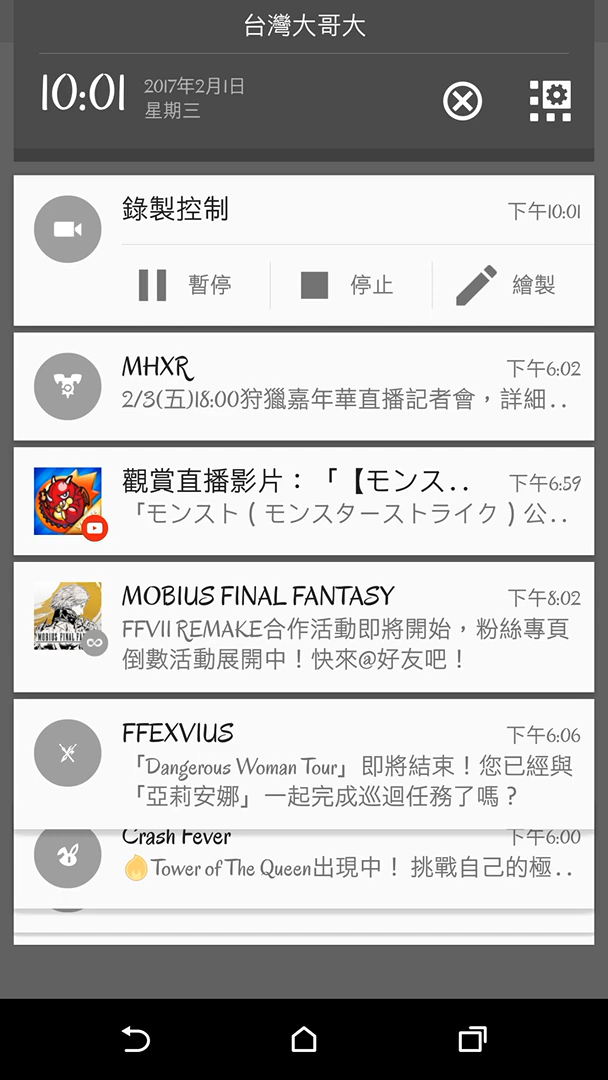 台灣大哥大
10:01
2017年2月1日
星期三
錄製控制
下午10:01
暫停
停止
繪製
MHXR
下午6:02
2/3(五)18:00狩獵嘉年華直播記者會，詳細..
觀賞直播影片：「【モンス..
下午6:59
「モンスト ( モンスターストライク ) 公..
MOBIUS FINAL FANTASY
下午8:02
FFVII REMAKE合作活動即將開始，粉絲專頁
倒數活動展開中！快來@好友吧！
MOBIUS FINAL FA
FFEXVIUS
下午6:06
「Dangerous Woman Tour」即將結束！您已經與
「亞莉安娜」一起完成巡迴任務了嗎？
Crash Fever
下午6:00
🔥Tower of The Queen出現中！ 挑戰自己的極..